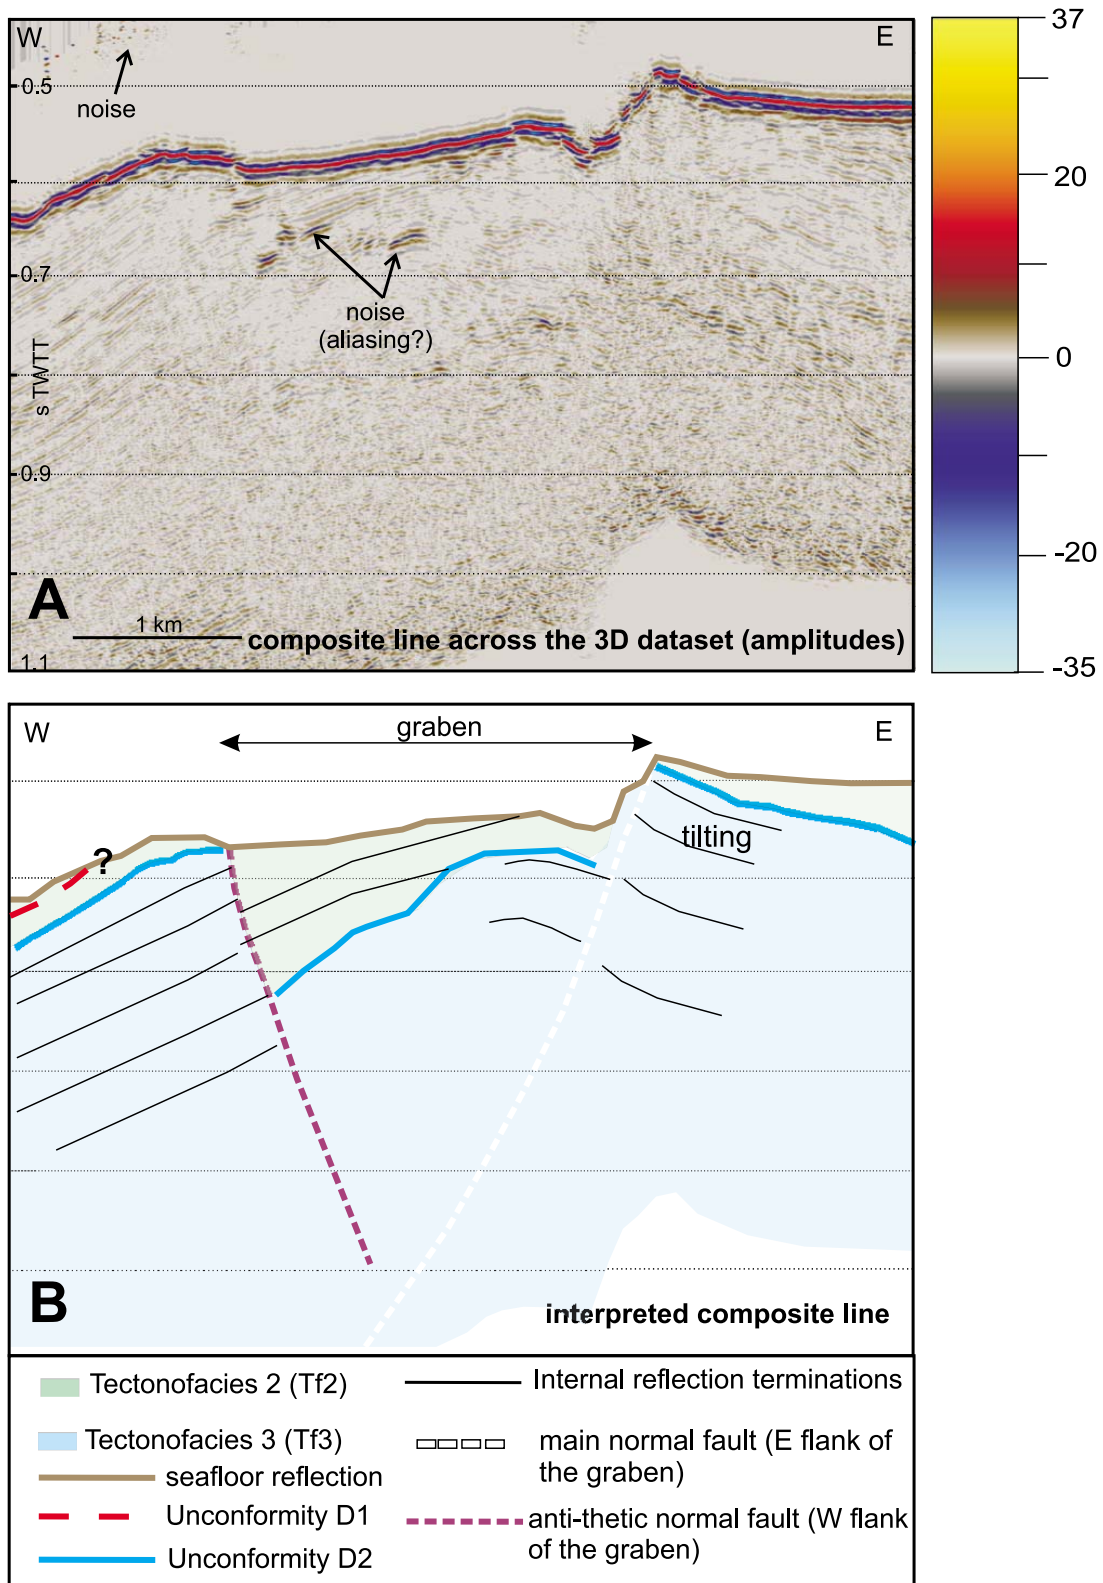 W
E
noise
0.5
0.7
noise
(aliasing?)
s TWTT
0.9
A
1 km
composite line across the 3D dataset (amplitudes)
1.1
37
20
0
-20
-35
W
graben
E
?
tilting
B
interpreted composite line
Tectonofacies 2 (Tf2)
Internal reflection terminations
Tectonofacies 3 (Tf3)
main normal fault (E flank of
the graben)
seafloor reflection
Unconformity D1
anti-thetic normal fault (W flank
of the graben)
Unconformity D2